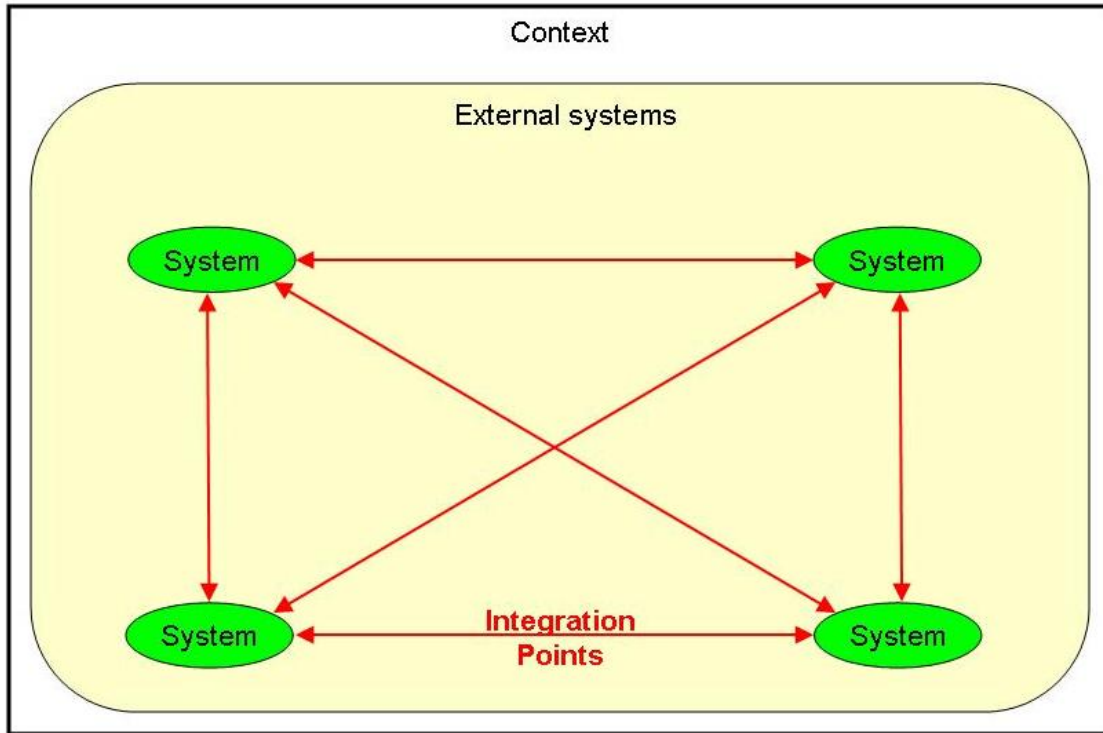 Context
External systems
System
System
System
Integration
Points
System